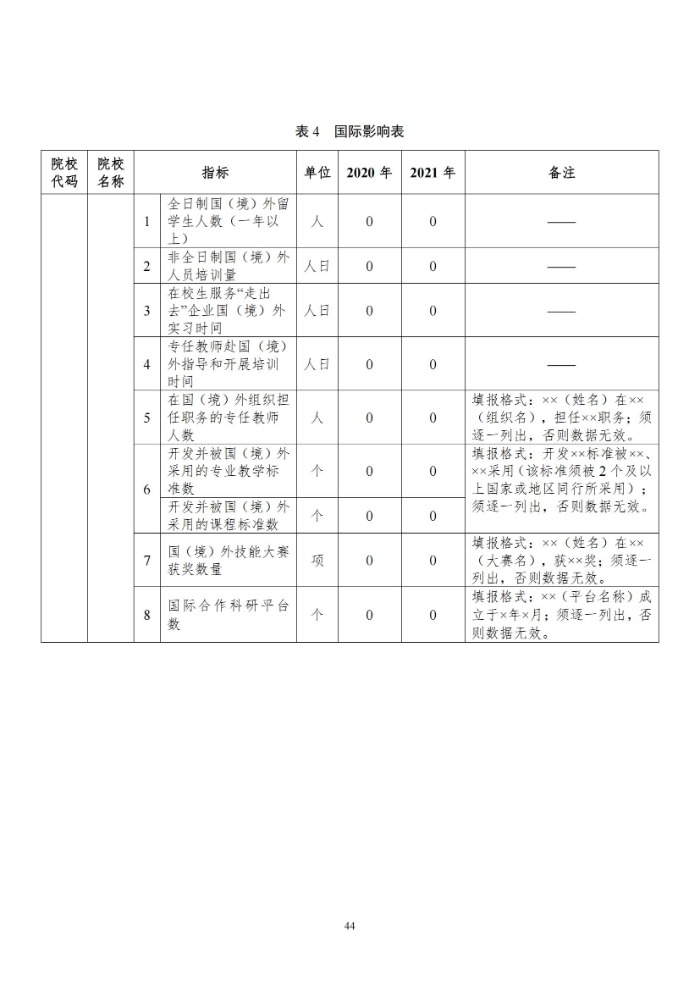 表 4 国际影响表
院校
代码
院校
名称
指标
单位
2020 年
2021 年
备注
1
全日制国（境）外留
学生人数（一年以
上）
人
0
0
——
2
非全日制国（境）外
人员培训量
人日
0
0
——
3
在校生服务“走出
去”企业国（境）外
实习时间
人日
0
0
——
4
专任教师赴国（境）
外指导和开展培训
时间
人日
0
0
——
5
在国（境）外组织担
任职务的专任教师
人数
人
0
0
填报格式：××（姓名）在××
（组织名），担任××职务；须
逐一列出，否则数据无效。
6
开发并被国（境）外
采用的专业教学标
准数
个
0
0
填报格式：开发××标准被××、
××采用（该标准须被 2 个及以
上国家或地区同行所采用）；
须逐一列出，否则数据无效。
开发并被国（境）外
采用的课程标准数
个
0
0
7
国（境）外技能大赛
获奖数量
项
0
0
填报格式：××（姓名）在××
（大赛名），获××奖；须逐一
列出，否则数据无效。
8
国际合作科研平台
数
个
0
0
填报格式：××（平台名称）成
立于×年×月；须逐一列出，否
则数据无效。
44